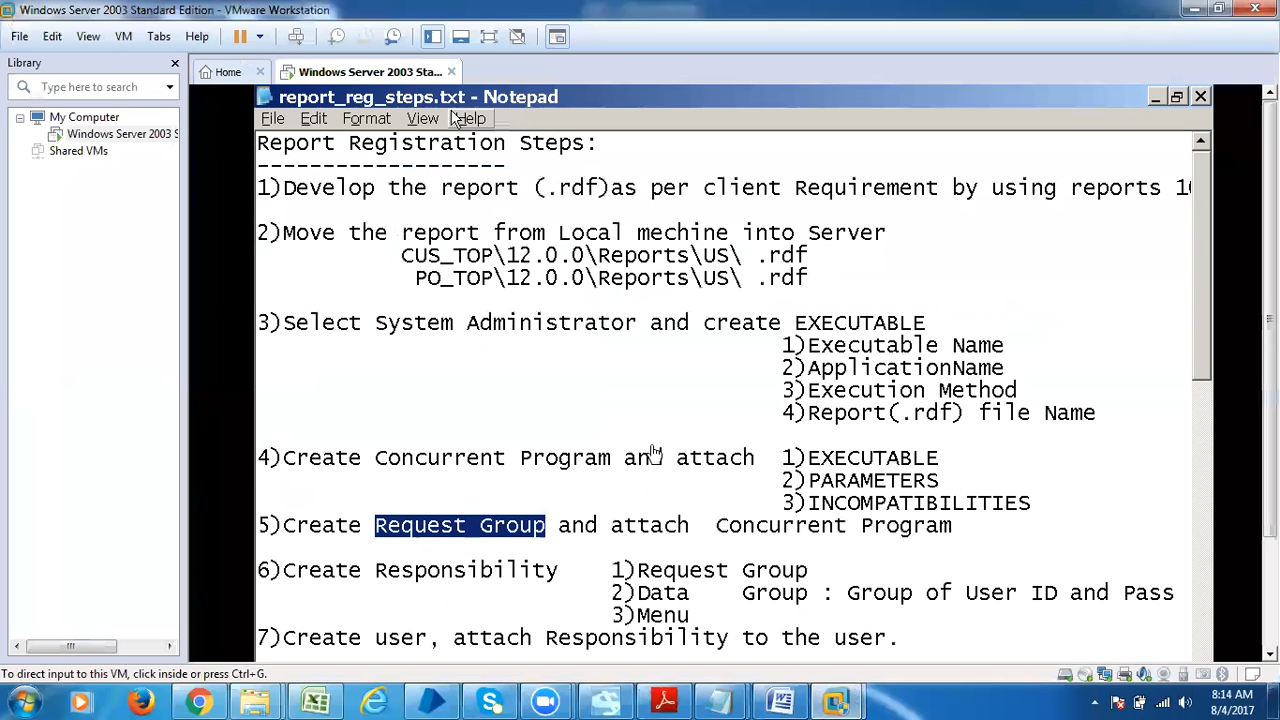 Windows Server 2003 Standard Edition - VMware Workstation
File Edit View VM Tabs Help
Library
Type here to search
My Computer
Windows Server 2003 S
Shared VMs
Home
Windows Server 2003 Sta...
report_reg_steps.txt - Notepad
File Edit Format View Help
Report Registration Steps:
-------------------
1)Develop the report (.rdf)as per client Requirement by using reports 10
2)Move the report from Local mechine into Server
CUS_TOP\12.0.0\Reports\US\ .rdf
PO_TOP\12.0.0\Reports\US\ .rdf
3)Select System Administrator and create EXECUTABLE
1)Executable Name
2)ApplicationName
3)Execution Method
4)Report(.rdf) file Name
4)Create Concurrent Program and attach 1)EXECUTABLE
2)PARAMETERS
3)INCOMPATIBILITIES
5)Create Request Group and attach Concurrent Program
6)Create Responsibility 1)Request Group
2)Data Group : Group of User ID and Pass
3)Menu
7)Create user, attach Responsibility to the user.
To direct input to this VM, click inside or press Ctrl+G.
8:14 AM
8/4/2017